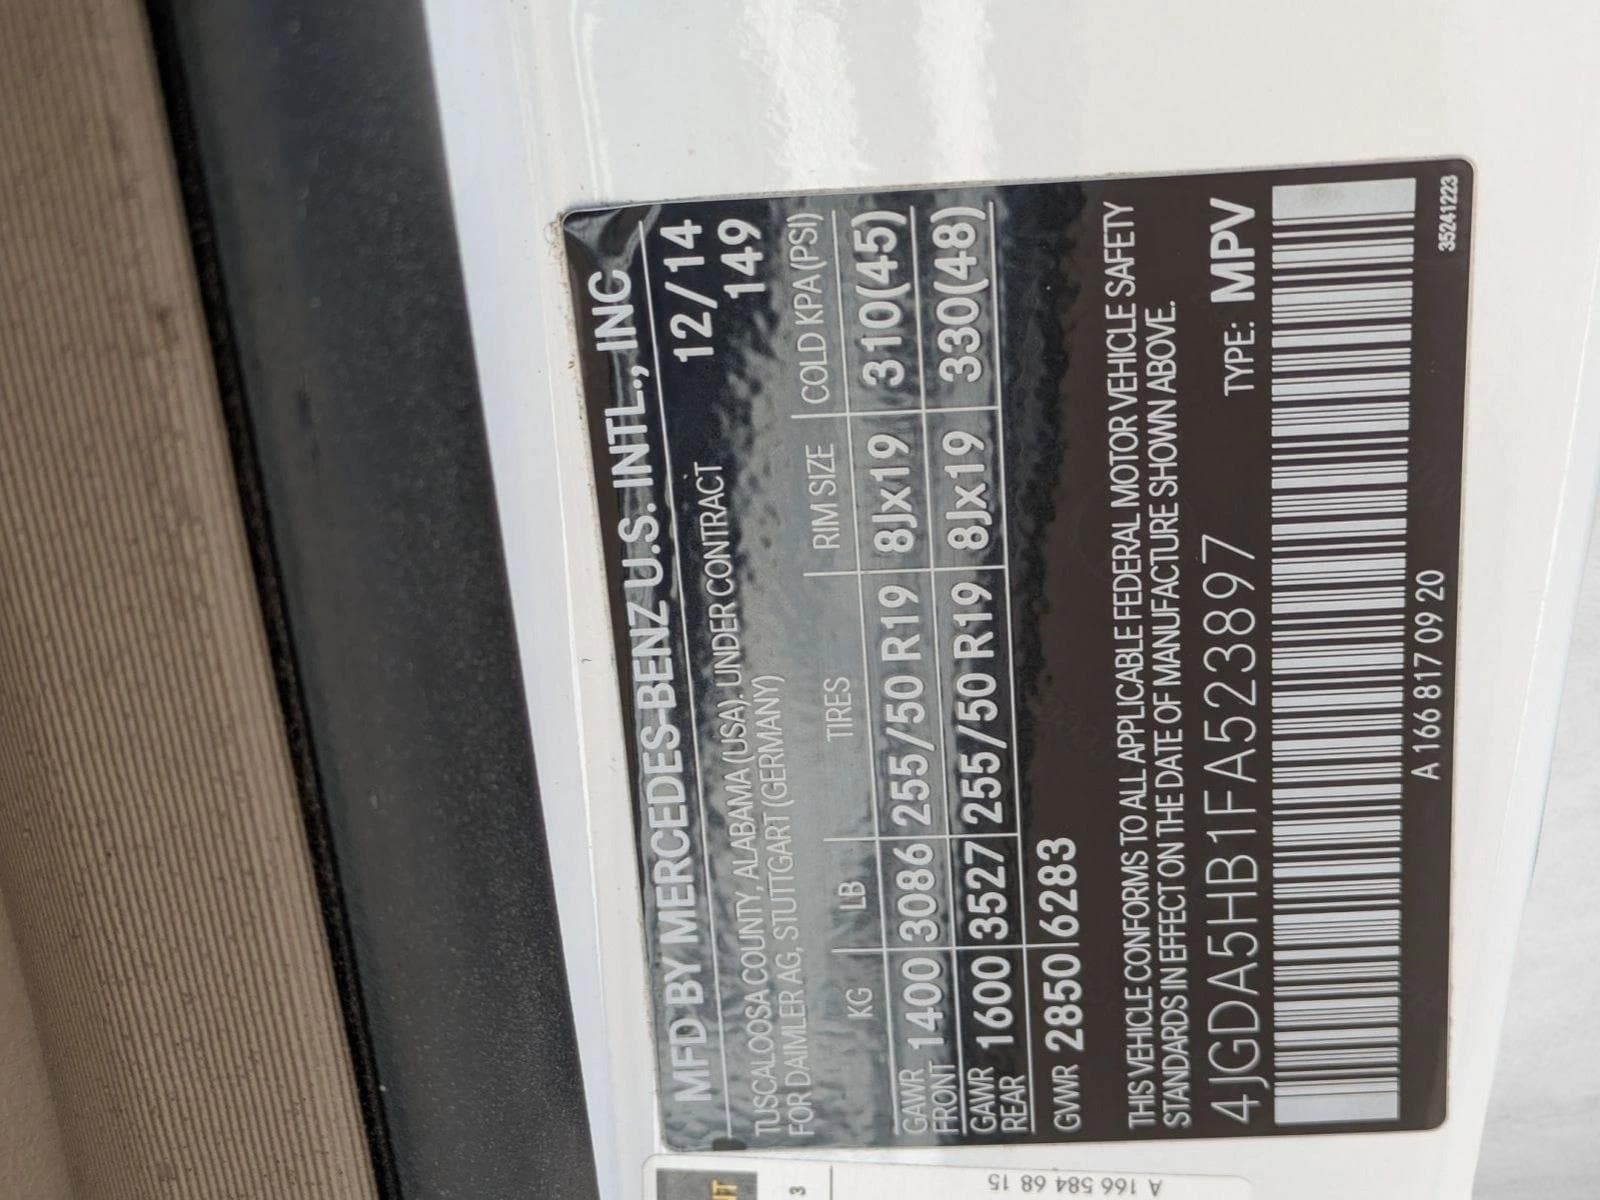 MFD BY MERCEDES-BENZ U.S. INTL., INC
TUSCALOOSA COUNTY, ALABAMA (USA), UNDER CONTRACT 12/14
FOR DAIMLER AG, STUTTGART (GERMANY) 149
KG LB TIRES RIM SIZE COLD KPA (PSI)
GAWR FRONT 1400 3086 255/50 R19 8Jx19 310(45)
GAWR REAR 1600 3527 255/50 R19 8Jx19 330(48)
GVWR 2850 6283
THIS VEHICLE CONFORMS TO ALL APPLICABLE FEDERAL MOTOR VEHICLE SAFETY
STANDARDS IN EFFECT ON THE DATE OF MANUFACTURE SHOWN ABOVE.
4JGDA5HB1FA523897 TYPE: MPV
A 166 817 09 20 35241223
A 166 584 68 15
3